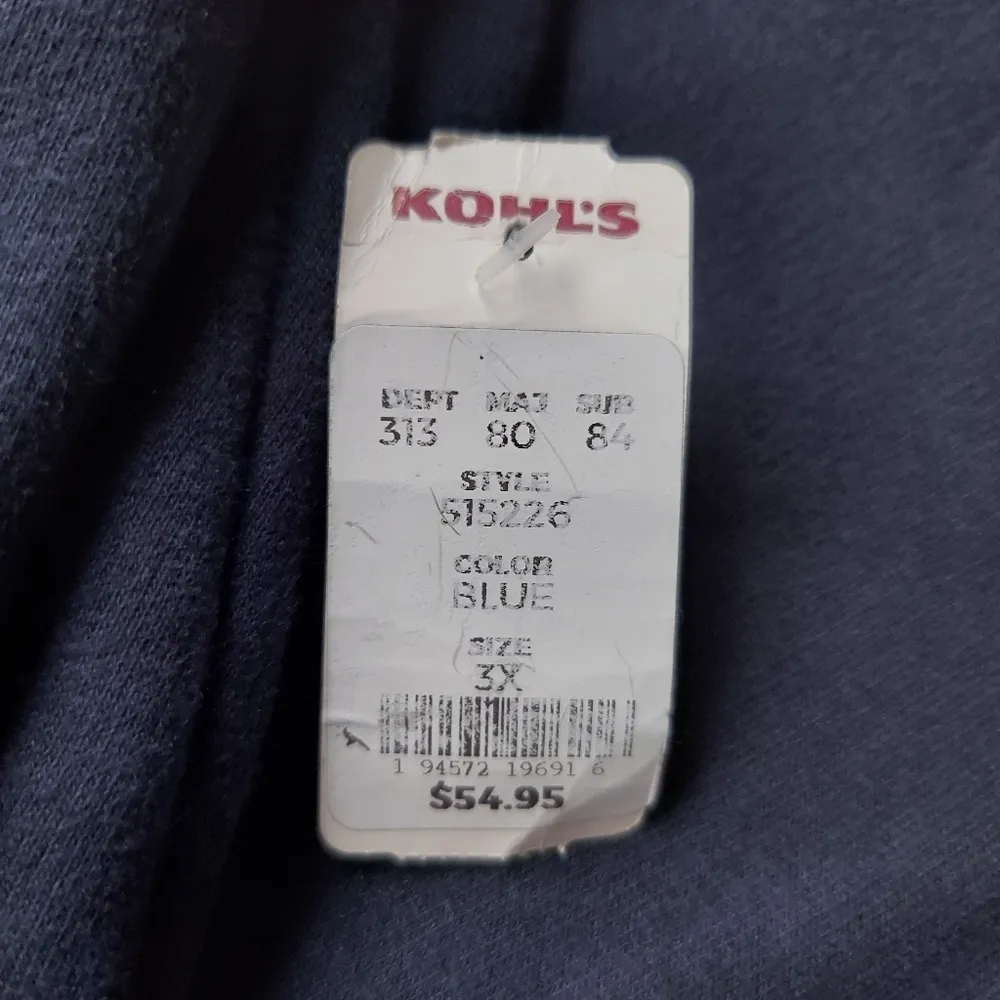 KOHL'S
DEPT MAJ SUB
313 80 84
STYLE
515226
COLOR
BLUE
SIZE
3X
1 94572 19691 6
$54.95